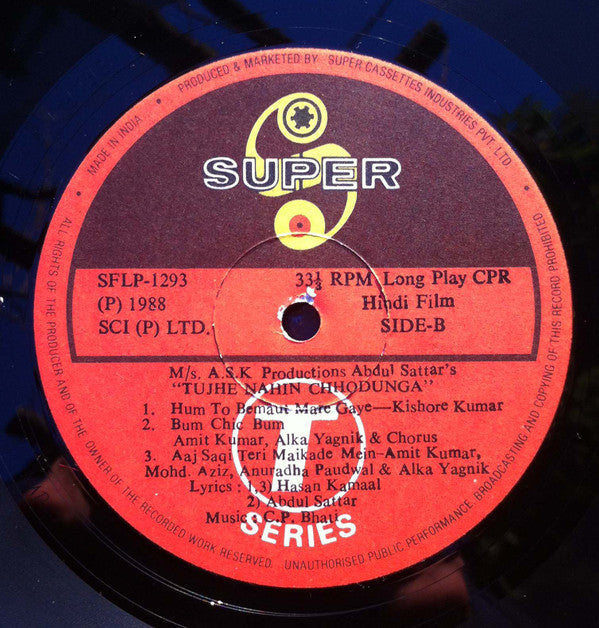 PRODUCED & MARKETED BY SUPER CASSETTES INDUSTRIES PVT. LTD.
MADE IN INDIA
SUPER
SFLP-1293
33⅓ RPM Long Play CPR
(P) 1988
Hindi Film
SCI (P) LTD.
SIDE-B
M/s. A.S.K Productions Abdul Sattar's
"TUJHE NAHIN CHHODUNGA"
1. Hum To Bemaut Mare Gaye—Kishore Kumar
2. Bum Chic Bum
Amit Kumar, Alka Yagnik & Chorus
3. Aaj Saqi Teri Maikade Mein—Amit Kumar,
Mohd. Aziz, Anuradha Paudwal & Alka Yagnik
Lyrics : 1,3) Hasan Kamaal
2) Abdul Sattar
Music : C.P. Bhati
T
SERIES
ALL RIGHTS OF THE PRODUCER AND OF THE OWNER OF THE RECORDED WORK RESERVED. UNAUTHORISED PUBLIC PERFORMANCE, BROADCASTING AND COPYING OF THIS RECORD PROHIBITED.